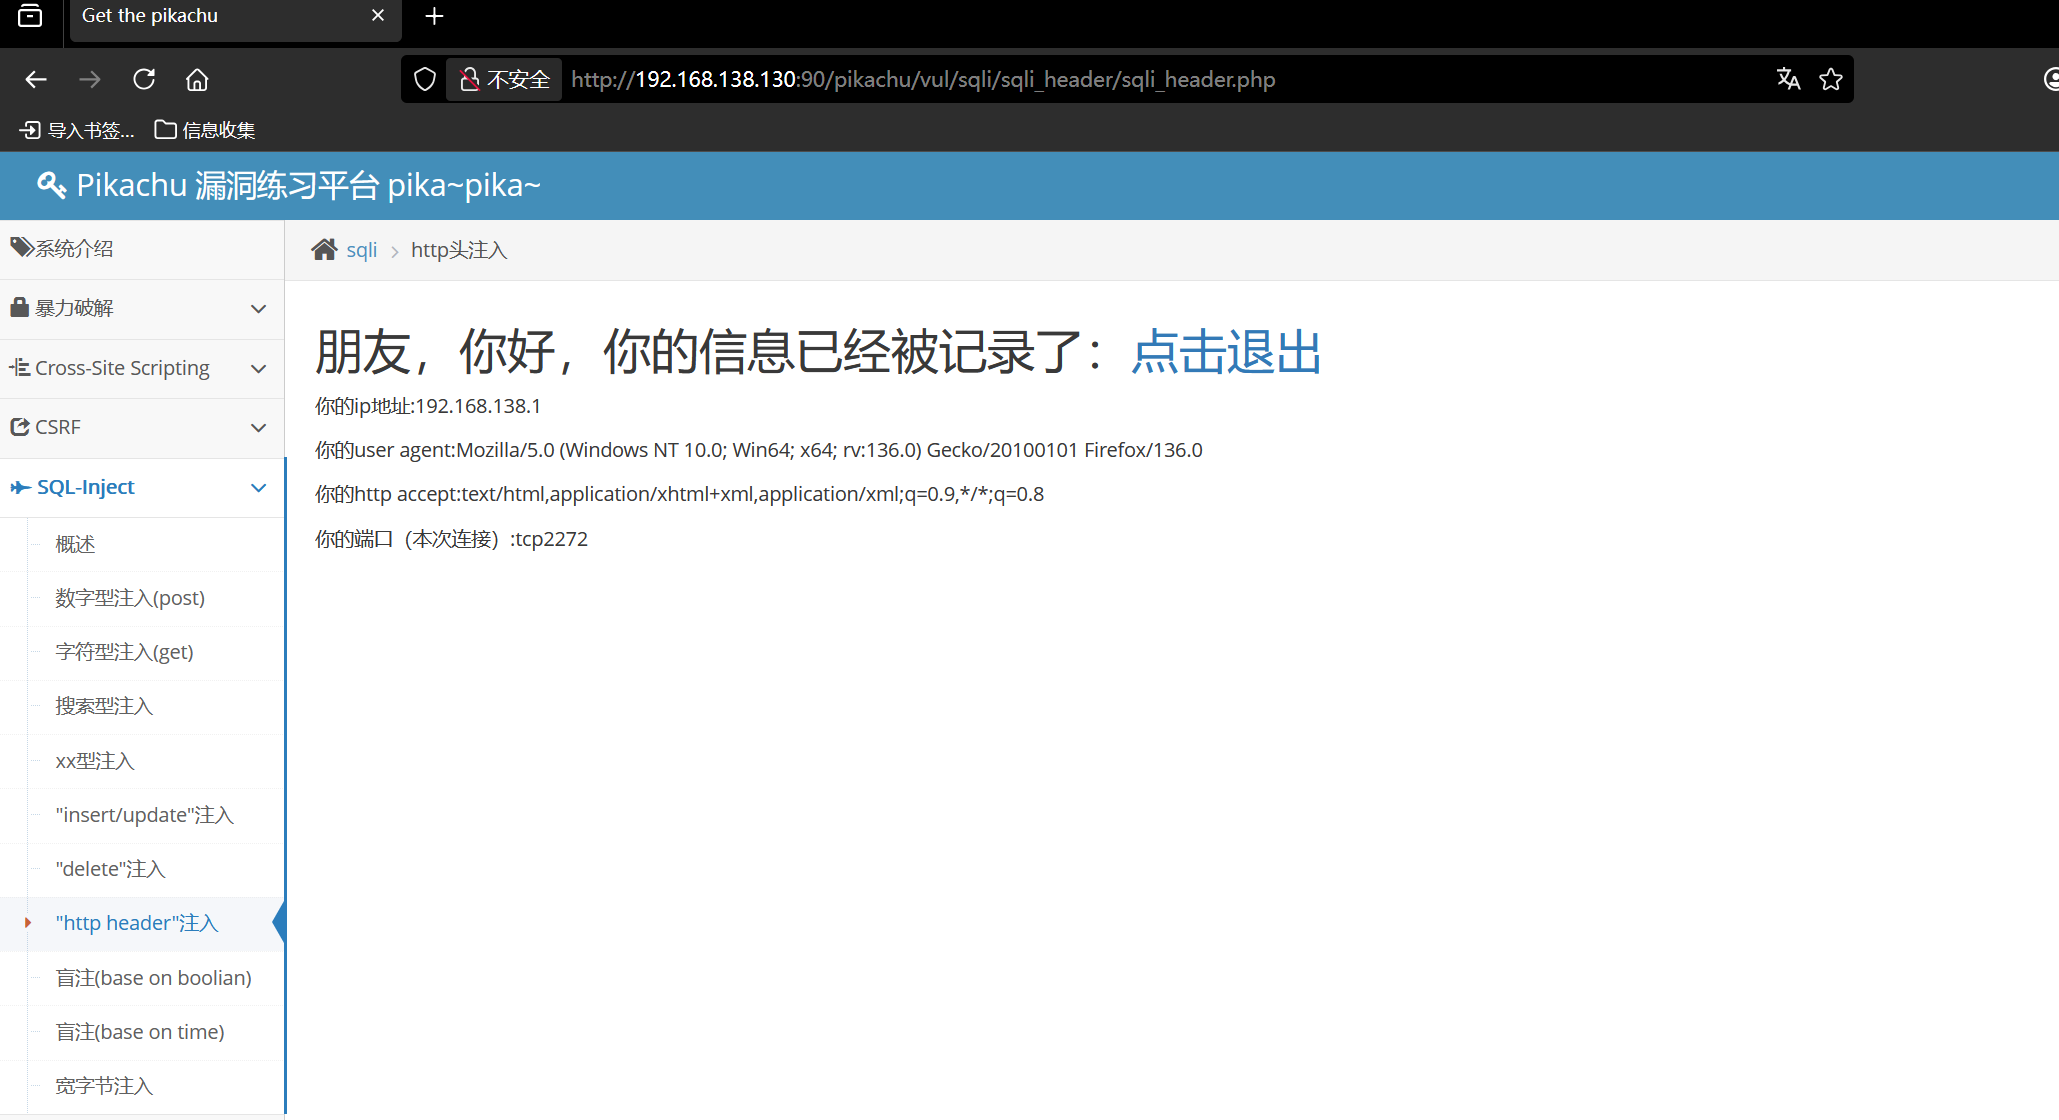 Get the pikachu
不安全 http://192.168.138.130:90/pikachu/vul/sqli/sqli_header/sqli_header.php
导入书签... 信息收集
Pikachu 漏洞练习平台 pika~pika~
系统介绍
暴力破解
Cross-Site Scripting
CSRF
SQL-Inject
概述
数字型注入(post)
字符型注入(get)
搜索型注入
xx型注入
"insert/update"注入
"delete"注入
"http header"注入
盲注(base on boolian)
盲注(base on time)
宽字节注入
sqli > http头注入
朋友，你好，你的信息已经被记录了：点击退出
你的ip地址:192.168.138.1
你的user agent:Mozilla/5.0 (Windows NT 10.0; Win64; x64; rv:136.0) Gecko/20100101 Firefox/136.0
你的http accept:text/html,application/xhtml+xml,application/xml;q=0.9,*/*;q=0.8
你的端口（本次连接）:tcp2272